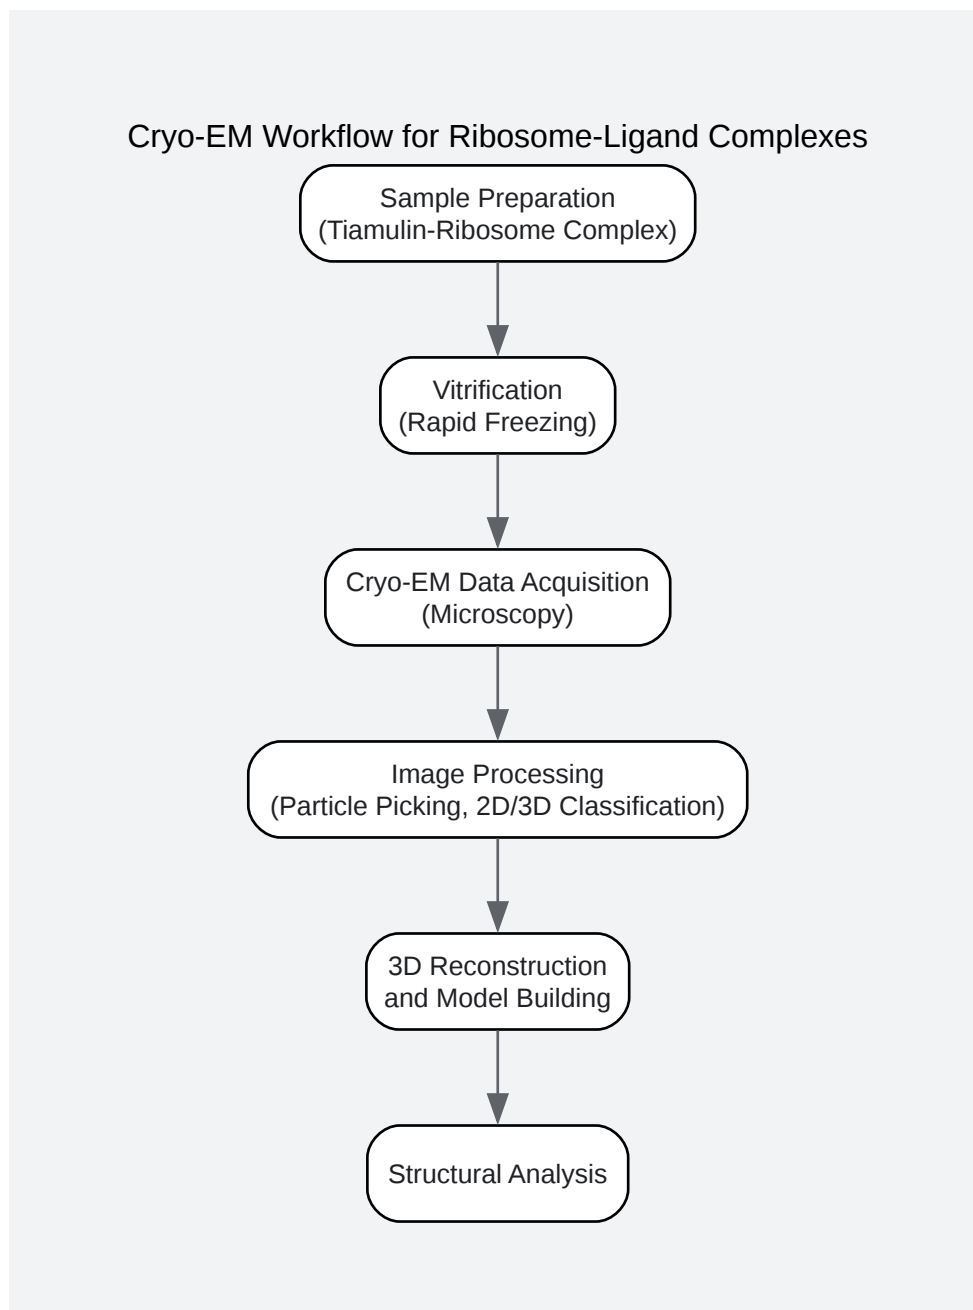 Cryo-EM Workflow for Ribosome-Ligand Complexes
Sample Preparation
(Tiamulin-Ribosome Complex)
Vitrification
(Rapid Freezing)
Cryo-EM Data Acquisition
(Microscopy)
Image Processing
(Particle Picking, 2D/3D Classification)
3D Reconstruction
and Model Building
Structural Analysis